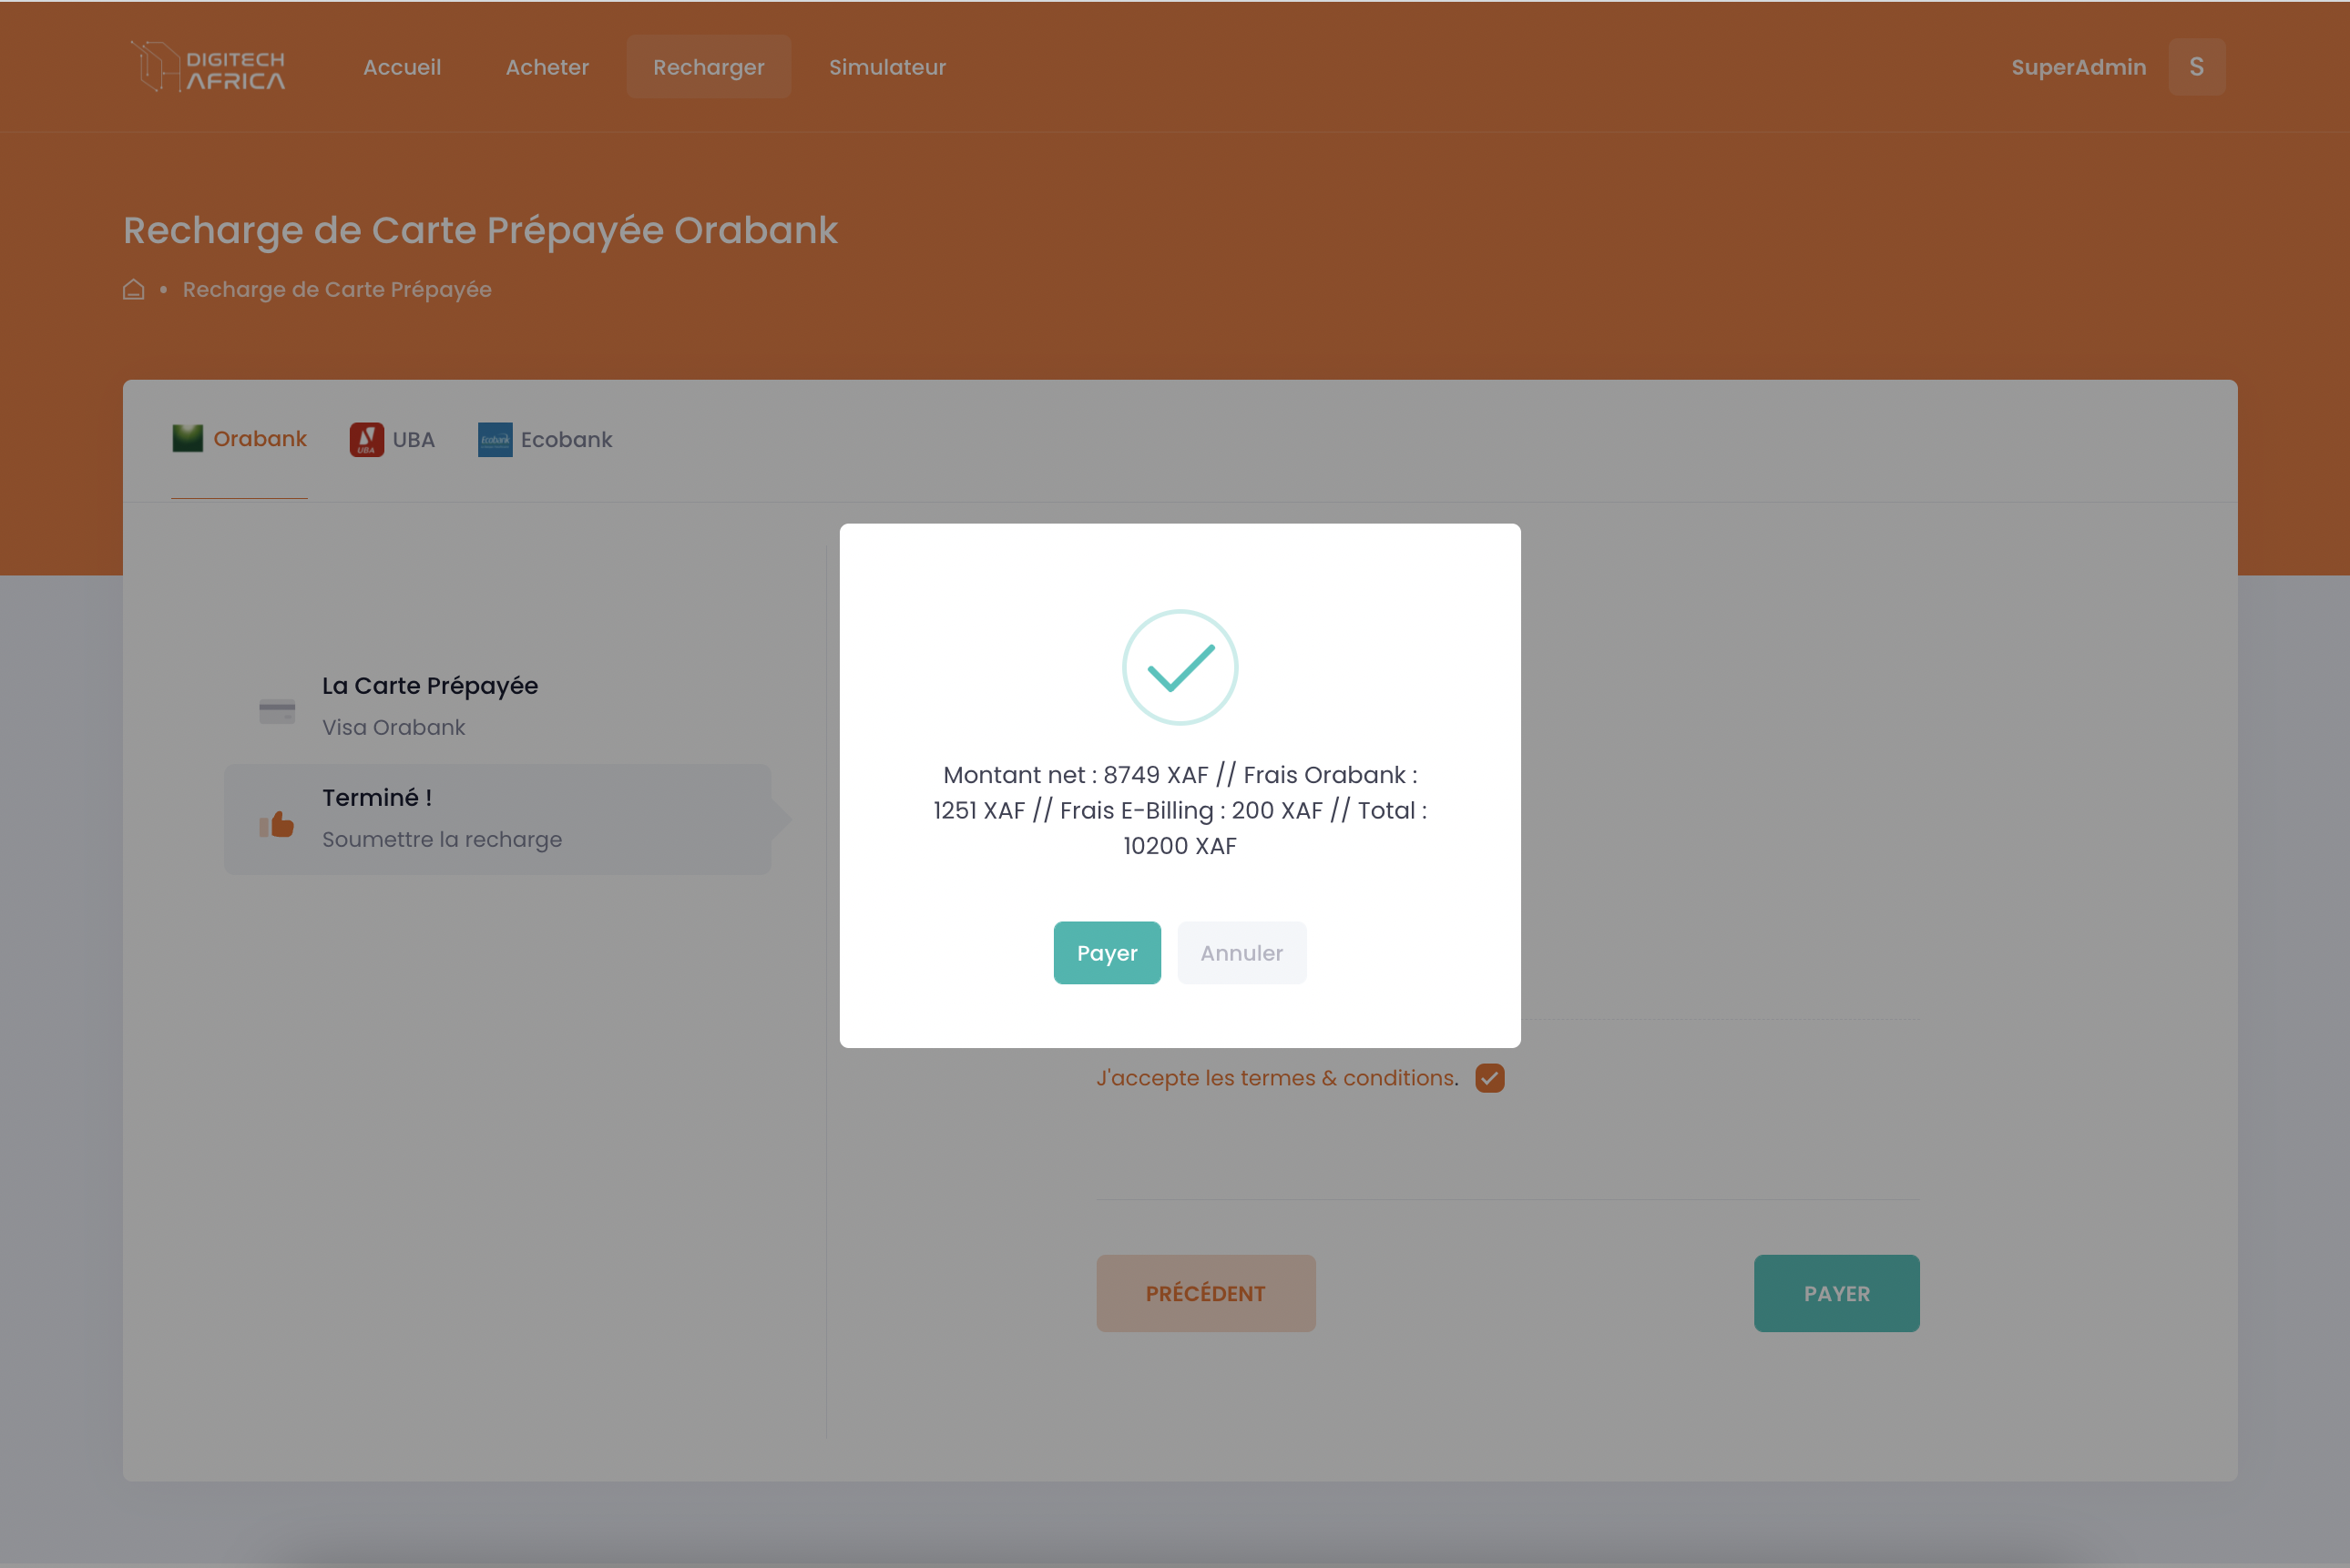 DIGITECH
AFRICA
Accueil
Acheter
Recharger
Simulateur
SuperAdmin
S
Recharge de Carte Prépayée Orabank
• Recharge de Carte Prépayée
Orabank
UBA
UBA
Ecobank
Ecobank
La Carte Prépayée
Visa Orabank
Terminé !
Soumettre la recharge
Montant net : 8749 XAF // Frais Orabank :
1251 XAF // Frais E-Billing : 200 XAF // Total :
10200 XAF
Payer
Annuler
J'accepte les termes & conditions.
PRÉCÉDENT
PAYER